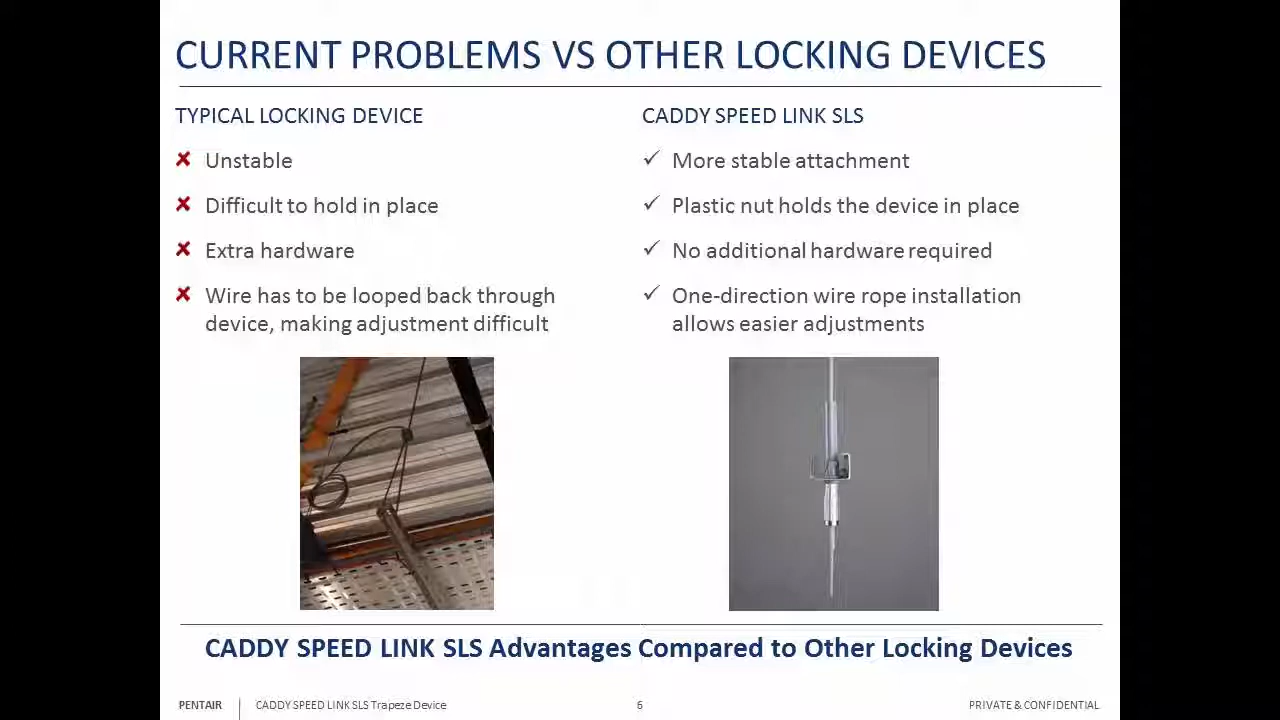 CURRENT PROBLEMS VS OTHER LOCKING DEVICES
TYPICAL LOCKING DEVICE
Unstable
Difficult to hold in place
Extra hardware
Wire has to be looped back through
device, making adjustment difficult
CADDY SPEED LINK SLS
More stable attachment
Plastic nut holds the device in place
No additional hardware required
One-direction wire rope installation
allows easier adjustments
CADDY SPEED LINK SLS Advantages Compared to Other Locking Devices
PENTAIR
CADDY SPEED LINK SLS Trapeze Device
6
PRIVATE & CONFIDENTIAL